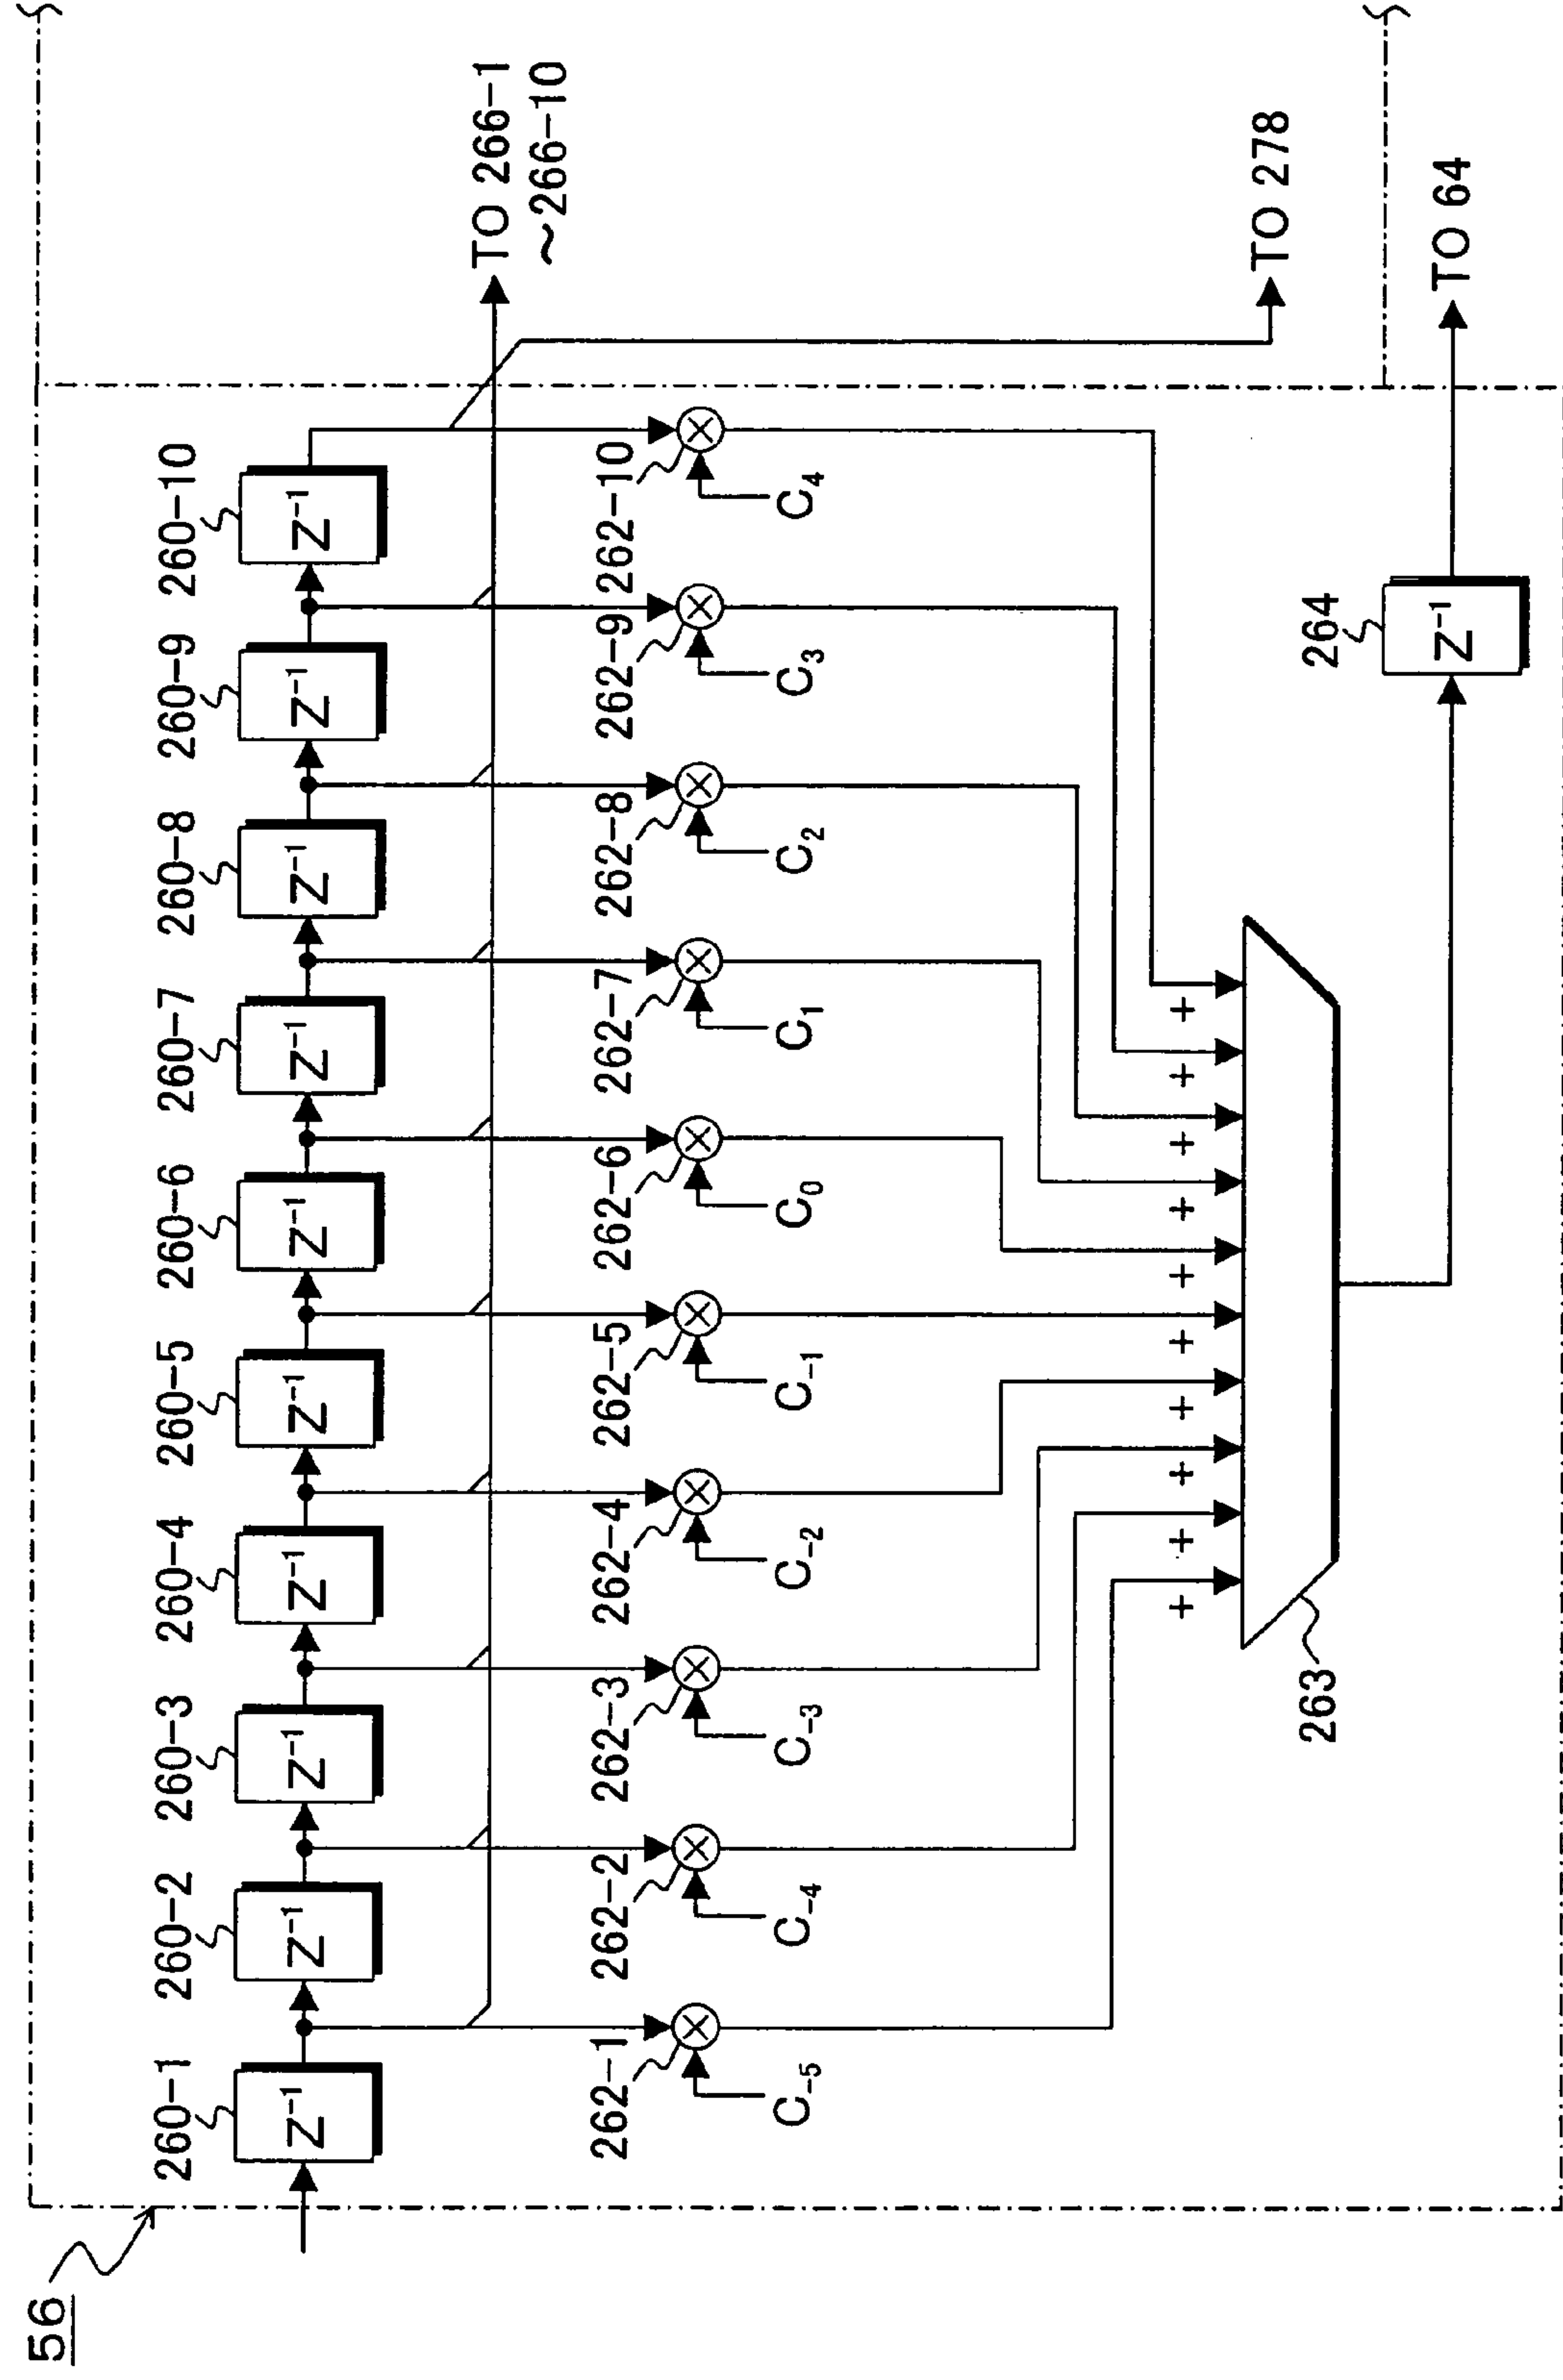 56
260-1 260-2 260-3 260-4 260-5 260-6 260-7 260-8 260-9 260-10
Z⁻¹ Z⁻¹ Z⁻¹ Z⁻¹ Z⁻¹ Z⁻¹ Z⁻¹ Z⁻¹ Z⁻¹ Z⁻¹
TO 266-1
~266-10
262-1 262-2 262-3 262-4 262-5 262-6 262-7 262-8 262-9 262-10
C₋₅ C₋₄ C₋₃ C₋₂ C₋₁ C₀ C₁ C₂ C₃ C₄
+ + + + + + + + + +
TO 278
263
264
Z⁻¹
TO 64